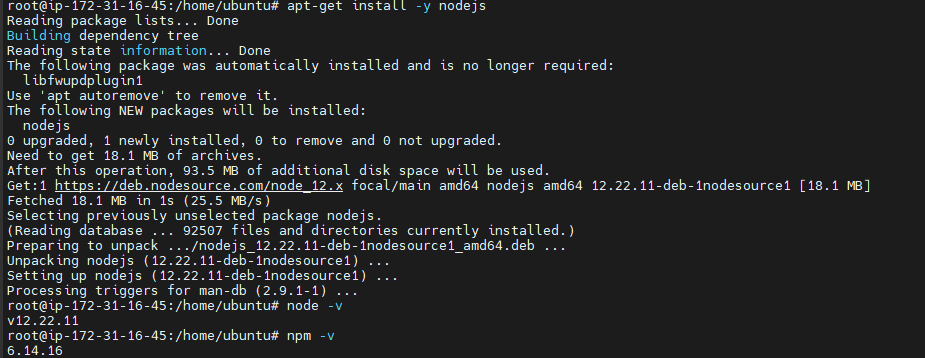 root@ip-172-31-16-45:/home/ubuntu# apt-get install -y nodejs
Reading package lists... Done
Building dependency tree
Reading state information... Done
The following package was automatically installed and is no longer required:
  libfwupdplugin1
Use 'apt autoremove' to remove it.
The following NEW packages will be installed:
  nodejs
0 upgraded, 1 newly installed, 0 to remove and 0 not upgraded.
Need to get 18.1 MB of archives.
After this operation, 93.5 MB of additional disk space will be used.
Get:1 https://deb.nodesource.com/node_12.x focal/main amd64 nodejs amd64 12.22.11-deb-1nodesource1 [18.1 MB]
Fetched 18.1 MB in 1s (25.5 MB/s)
Selecting previously unselected package nodejs.
(Reading database ... 92507 files and directories currently installed.)
Preparing to unpack .../nodejs_12.22.11-deb-1nodesource1_amd64.deb ...
Unpacking nodejs (12.22.11-deb-1nodesource1) ...
Setting up nodejs (12.22.11-deb-1nodesource1) ...
Processing triggers for man-db (2.9.1-1) ...
root@ip-172-31-16-45:/home/ubuntu# node -v
v12.22.11
root@ip-172-31-16-45:/home/ubuntu# npm -v
6.14.16